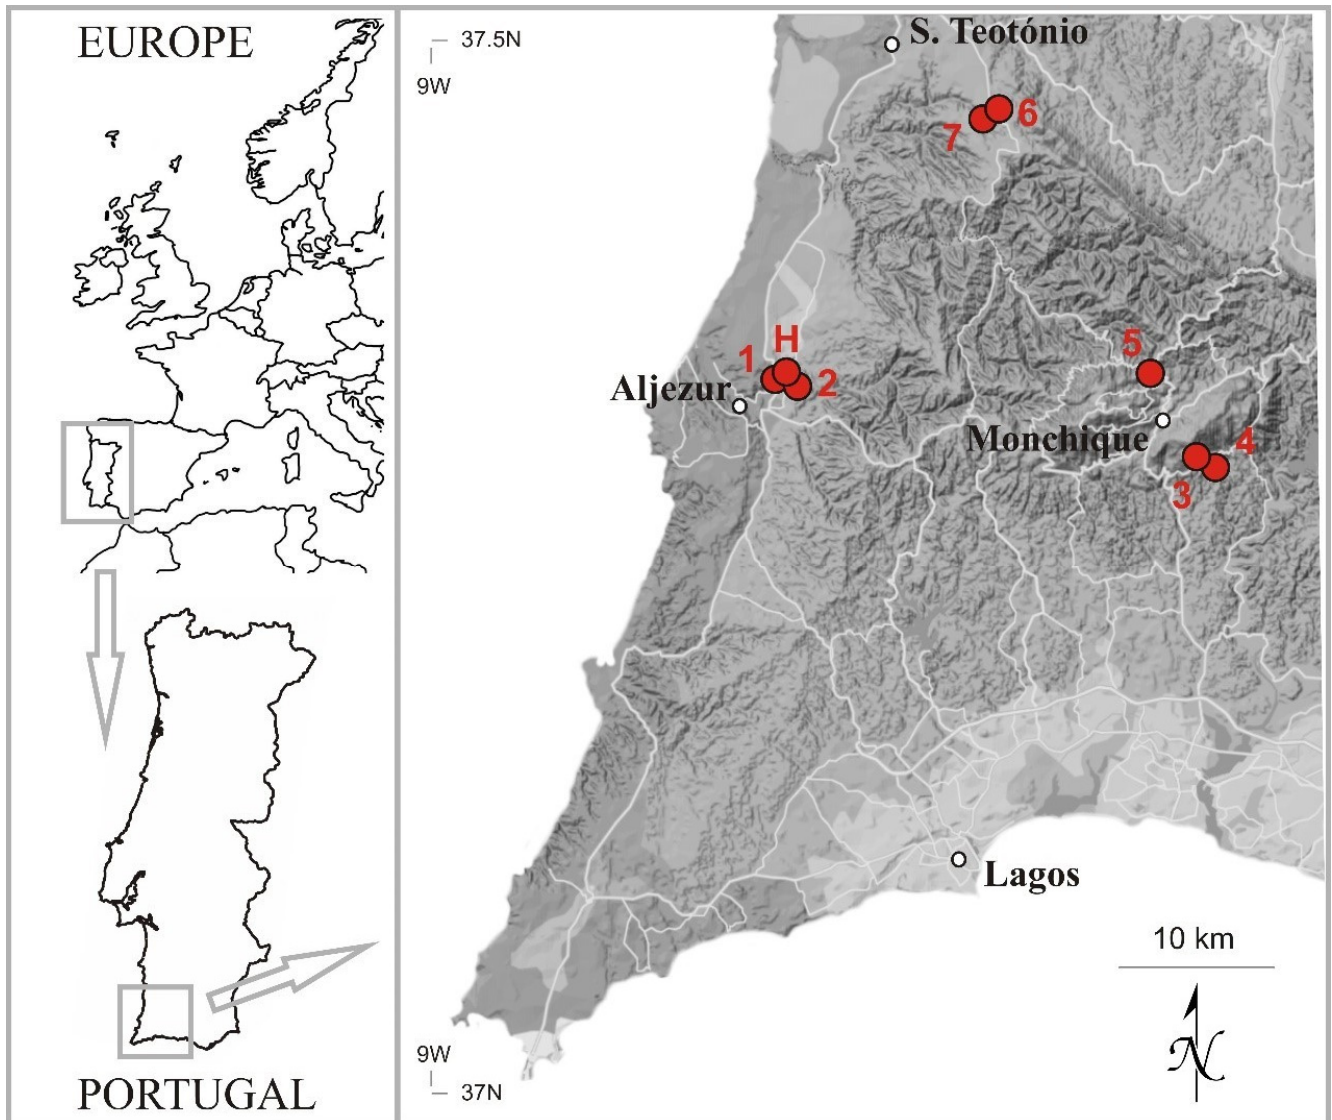 EUROPE
PORTUGAL
37.5N
9W
S. Teotónio
6
7
H
1
2
Aljezur
5
Monchique
4
3
Lagos
10 km
N
9W
37N